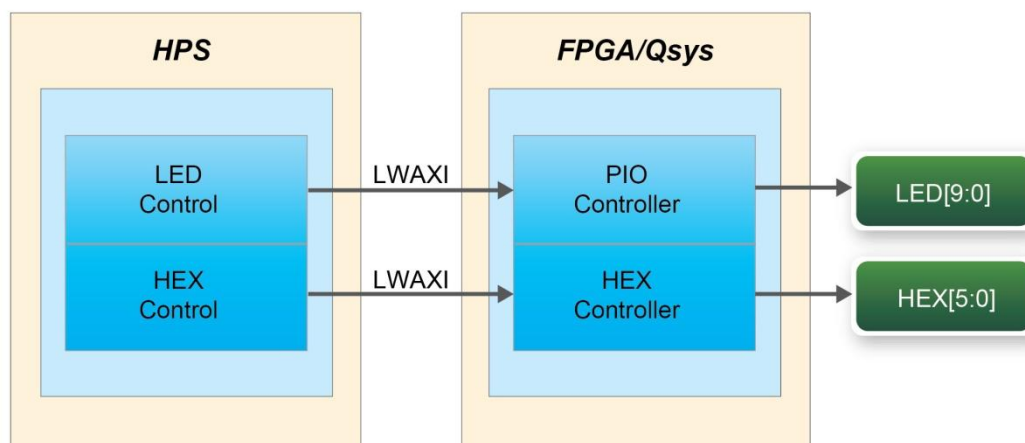 HPS
FPGA/Qsys
LED
Control
LWAXI
PIO
Controller
LED[9:0]
HEX
Control
LWAXI
HEX
Controller
HEX[5:0]